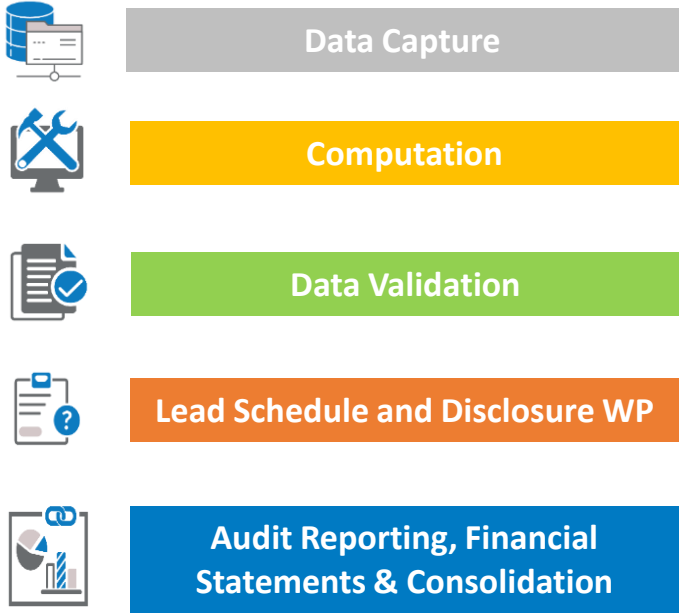 Data Capture
Computation
Data Validation
Lead Schedule and Disclosure WP
?
Audit Reporting, Financial
Statements & Consolidation